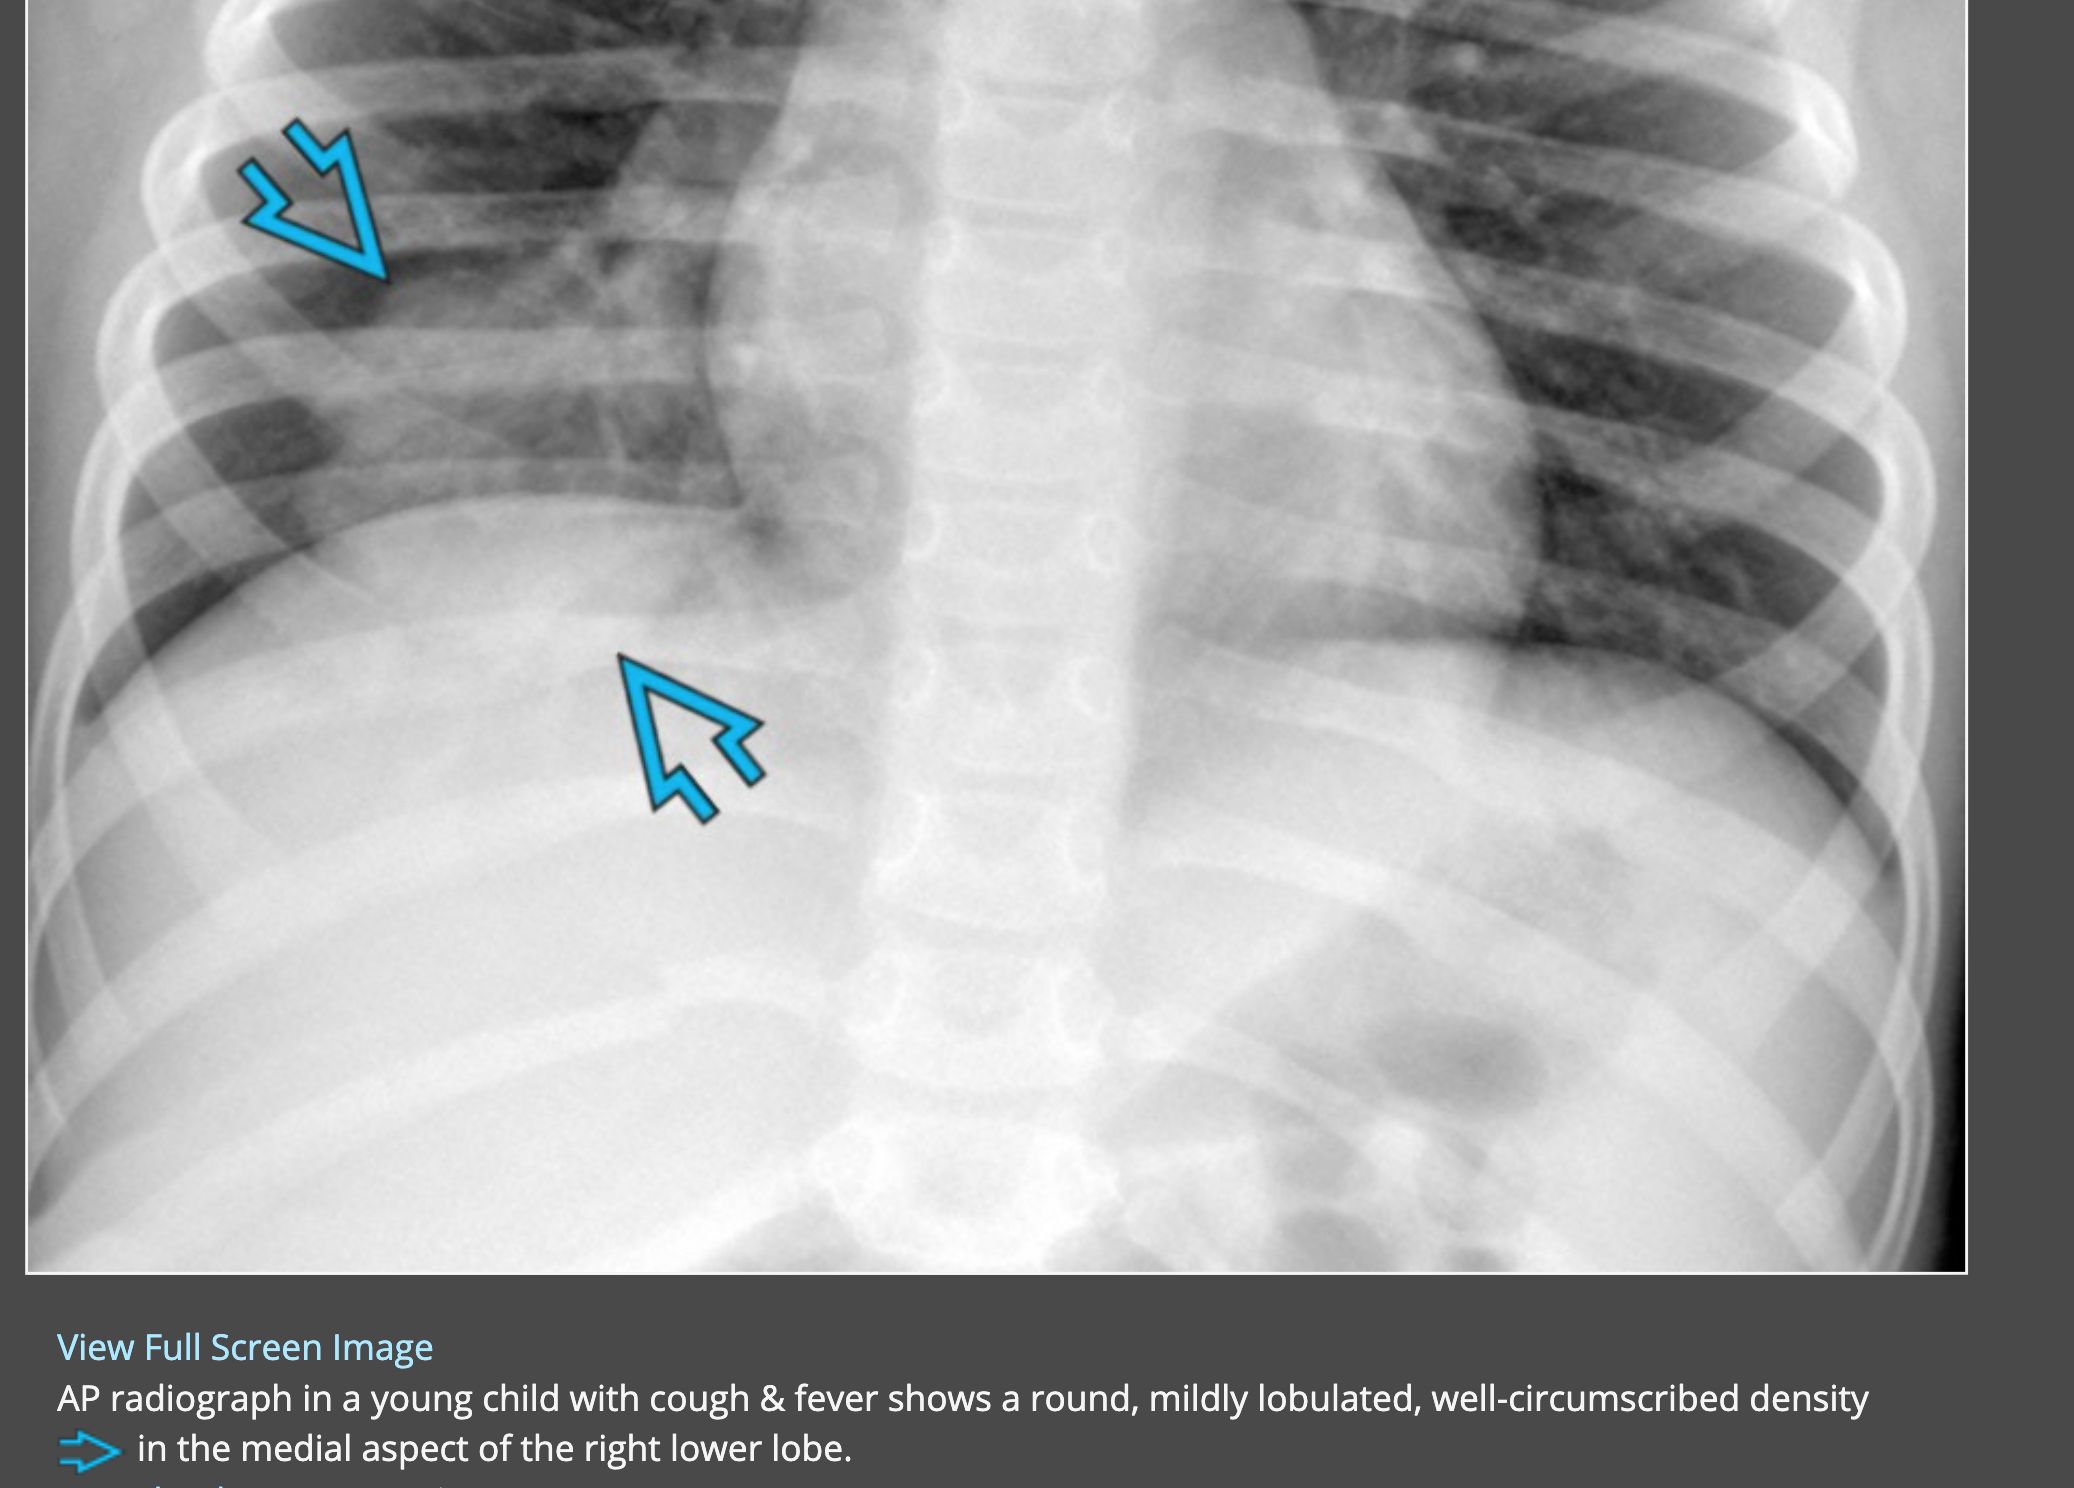 View Full Screen Image
AP radiograph in a young child with cough & fever shows a round, mildly lobulated, well-circumscribed density
in the medial aspect of the right lower lobe.